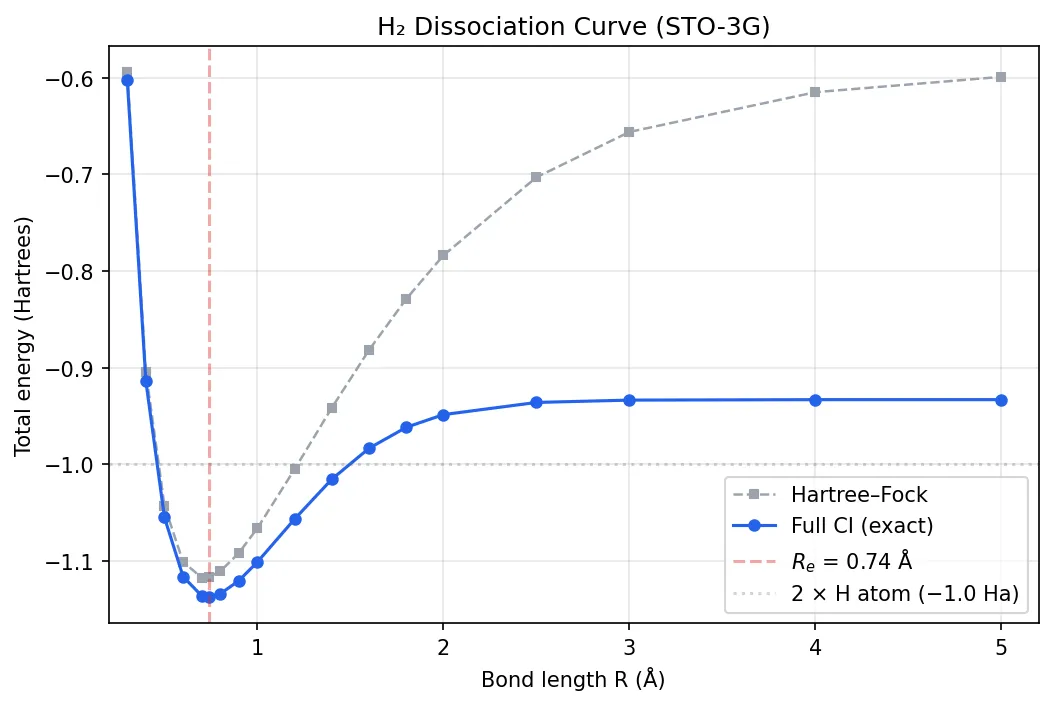 H₂ Dissociation Curve (STO-3G)
Total energy (Hartrees)
−0.6
−0.7
−0.8
−0.9
−1.0
−1.1
Hartree–Fock
Full CI (exact)
Rₑ = 0.74 Å
2 × H atom (−1.0 Ha)
1 2 3 4 5
Bond length R (Å)